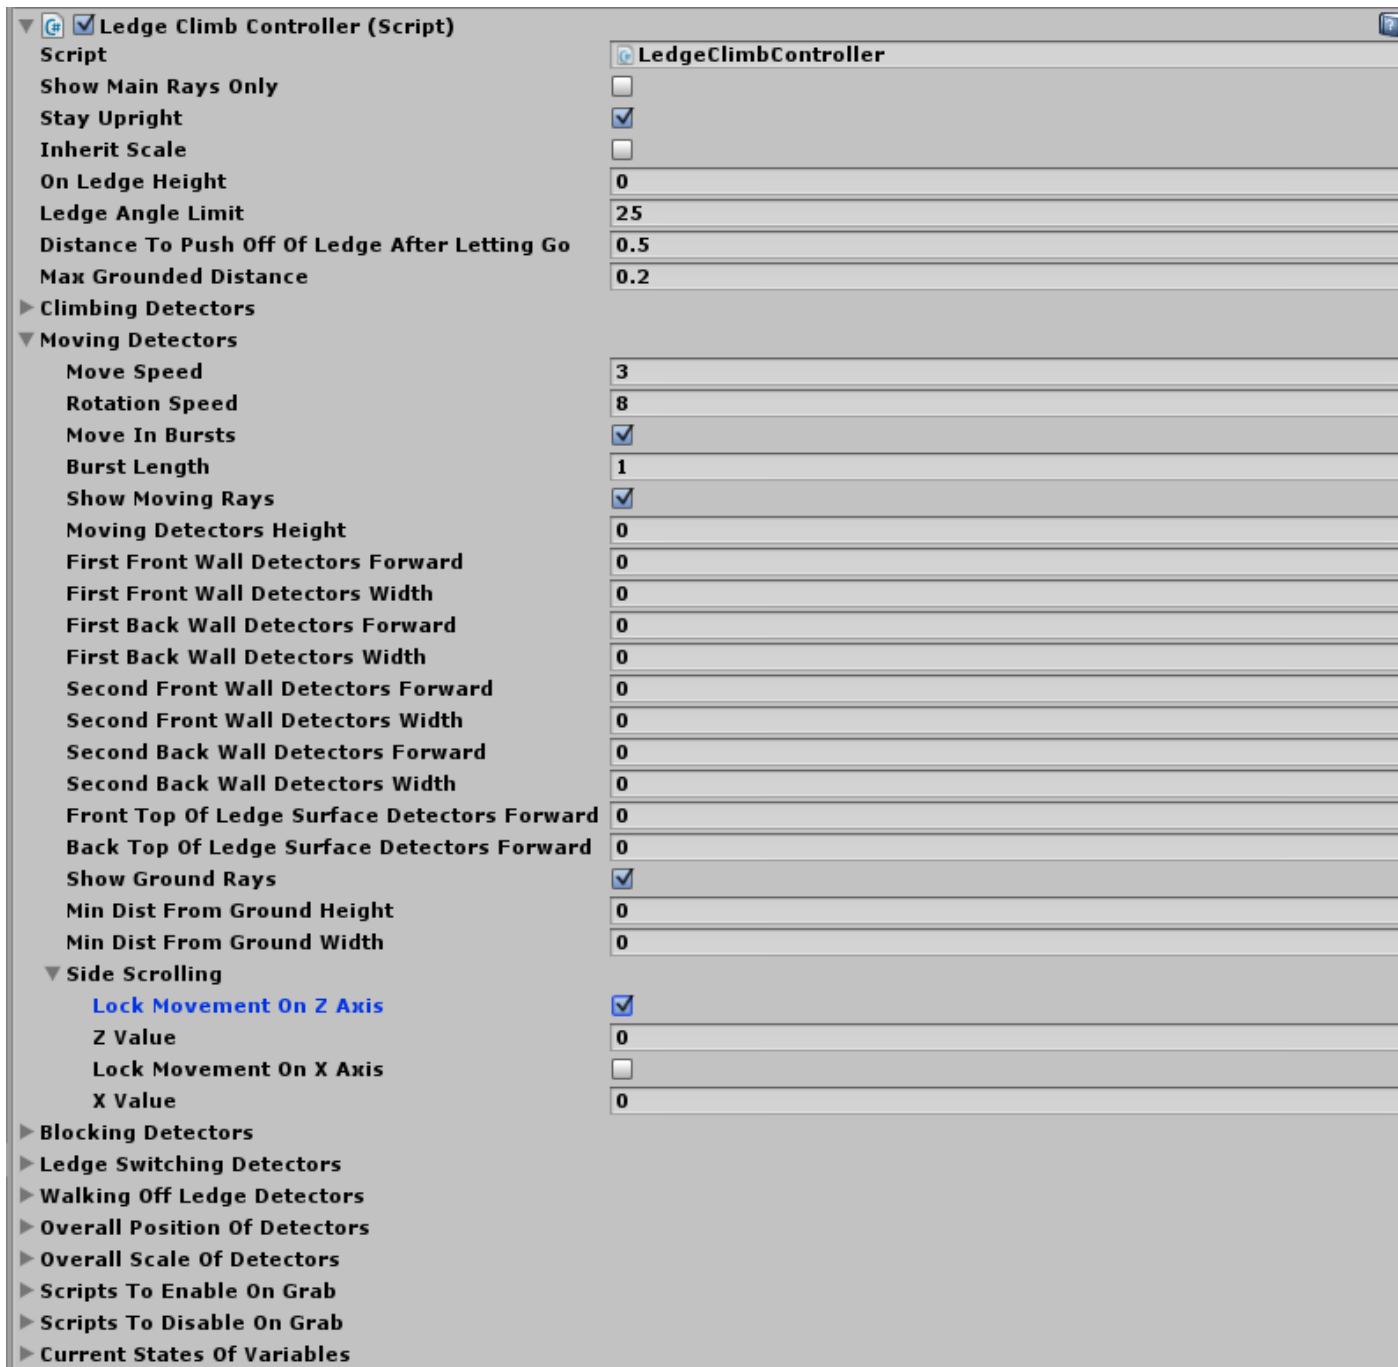 Ledge Climb Controller (Script)
Script LedgeClimbController
Show Main Rays Only
Stay Upright
Inherit Scale
On Ledge Height 0
Ledge Angle Limit 25
Distance To Push Off Of Ledge After Letting Go 0.5
Max Grounded Distance 0.2
Climbing Detectors
Moving Detectors
Move Speed 3
Rotation Speed 8
Move In Bursts
Burst Length 1
Show Moving Rays
Moving Detectors Height 0
First Front Wall Detectors Forward 0
First Front Wall Detectors Width 0
First Back Wall Detectors Forward 0
First Back Wall Detectors Width 0
Second Front Wall Detectors Forward 0
Second Front Wall Detectors Width 0
Second Back Wall Detectors Forward 0
Second Back Wall Detectors Width 0
Front Top Of Ledge Surface Detectors Forward 0
Back Top Of Ledge Surface Detectors Forward 0
Show Ground Rays
Min Dist From Ground Height 0
Min Dist From Ground Width 0
Side Scrolling
Lock Movement On Z Axis
Z Value 0
Lock Movement On X Axis
X Value 0
Blocking Detectors
Ledge Switching Detectors
Walking Off Ledge Detectors
Overall Position Of Detectors
Overall Scale Of Detectors
Scripts To Enable On Grab
Scripts To Disable On Grab
Current States Of Variables